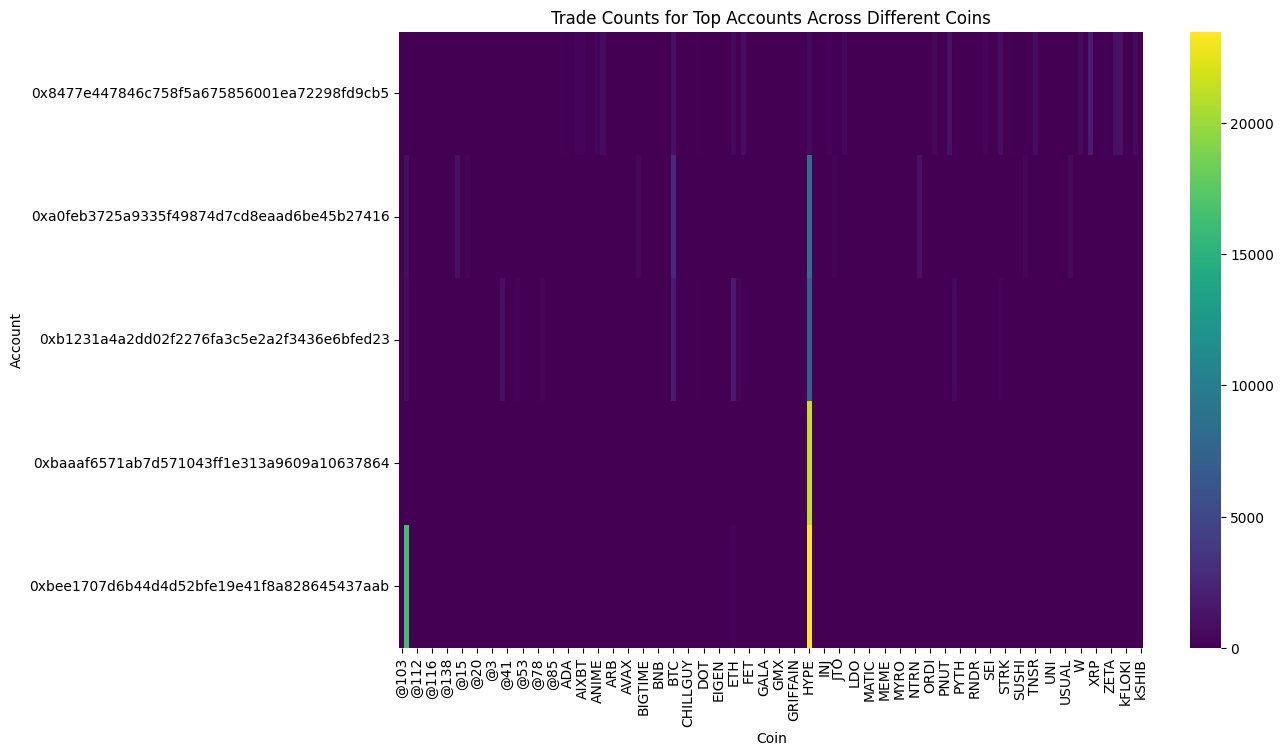 Trade Counts for Top Accounts Across Different Coins
Account
0x8477e447846c758f5a675856001ea72298fd9cb5
0xa0feb3725a9335f49874d7cd8eaad6be45b27416
0xb1231a4a2dd02f2276fa3c5e2a2f3436e6bfed23
0xbaaaf6571ab7d571043ff1e313a9609a10637864
0xbee1707d6b44d4d52bfe19e41f8a828645437aab
20000
15000
10000
5000
0
@103
@112
@116
@138
@15
@20
@3
@41
@53
@78
@85
ADA
AIXBT
ANIME
ARB
AVAX
BIGTIME
BNB
BTC
CHILLGUY
DOT
EIGEN
ETH
FET
GALA
GMX
GRIFFAIN
HYPE
INJ
JTO
LDO
MATIC
MEME
MYRO
NTRN
ORDI
PNUT
PYTH
RNDR
SEI
STRK
SUSHI
TNSR
UNI
USUAL
W
XRP
ZETA
kFLOKI
kSHIB
Coin